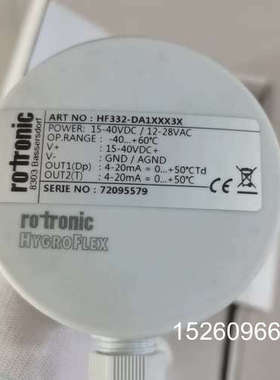 rotronic
8303 Bassersdorf
ART NO : HF332-DA1XXX3X
POWER: 15-40VDC / 12-28VAC
OP.RANGE : -40...+60°C
V+ : 15-40VDC+
V- : GND / AGND
OUT1(Dp) : 4-20mA = 0...+50°CTd
OUT2(T) : 4-20mA = 0...+50°C
SERIE NO : 72095579
rotronic
HYGROFLEX
15260966